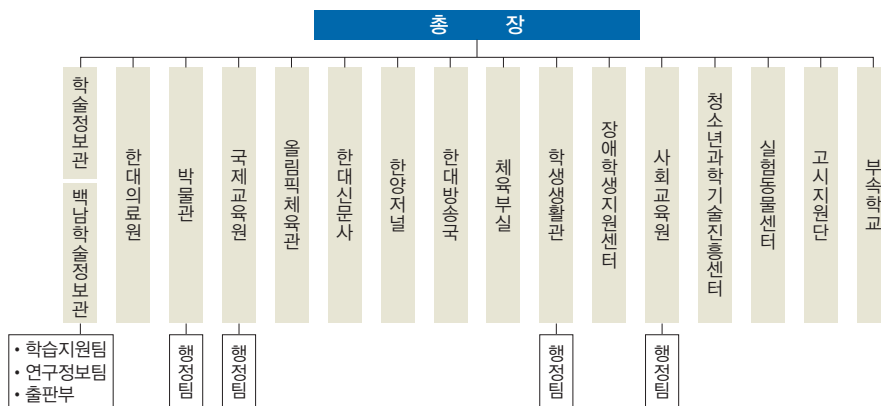 총 장
학술정보관
백남학술정보관
한대의료원
박물관
국제교육원
올림픽체육관
한대신문사
한양저널
한대방송국
체육부실
학생생활관
장애학생지원센터
사회교육원
청소년과학기술진흥센터
실험동물센터
고시지원단
부속학교
• 학습지원팀
• 연구정보팀
• 출판부
행정팀
행정팀
행정팀
행정팀